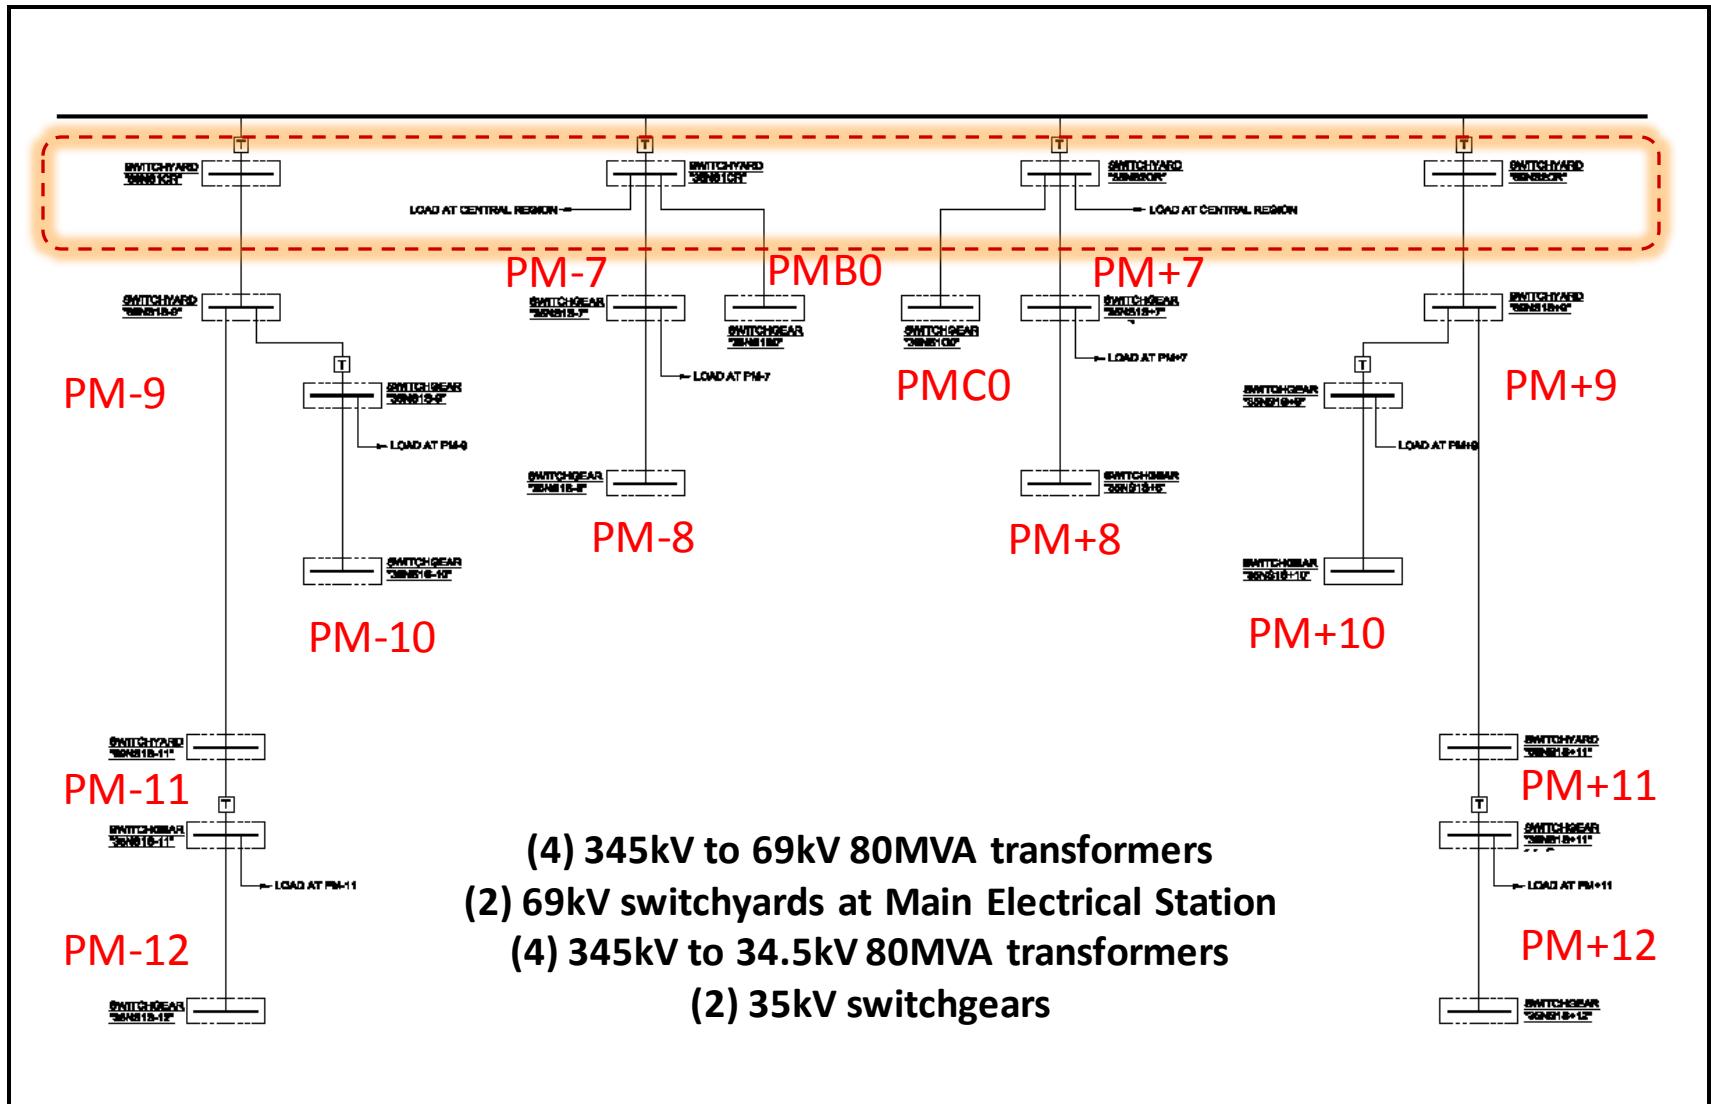 T
T
T
T
SWITCHYARD
SWITCHYARD
SWITCHYARD
SWITCHYARD
LOAD AT CENTRAL REGION
LOAD AT CENTRAL REGION
PM-7
PMB0
PM+7
SWITCHYARD
SWITCHGEAR
SWITCHGEAR
SWITCHYARD
SWITCHGEAR
SWITCHGEAR
T
LOAD AT PM+7
T
PM-9
SWITCHGEAR
LOAD AT PM-7
PMC0
SWITCHGEAR
PM+9
LOAD AT PM-9
LOAD AT PM+9
SWITCHGEAR
SWITCHGEAR
PM-8
PM+8
SWITCHGEAR
SWITCHGEAR
PM-10
PM+10
SWITCHYARD
SWITCHYARD
PM-11
PM+11
T
T
SWITCHGEAR
SWITCHGEAR
LOAD AT PM-11
LOAD AT PM+11
(4) 345kV to 69kV 80MVA transformers
(2) 69kV switchyards at Main Electrical Station
(4) 345kV to 34.5kV 80MVA transformers
(2) 35kV switchgears
PM-12
PM+12
SWITCHGEAR
SWITCHGEAR